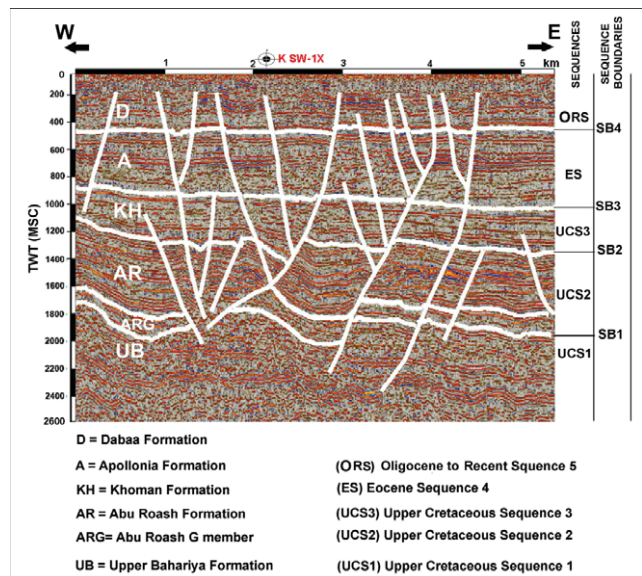 W E
K SW-1X
1 2 3 4 5 km
SEQUENCES
SEQUENCE BOUNDARIES
TWT (MSC)
0
200
400
600
800
1000
1200
1400
1600
1800
2000
2200
2400
2600
D
A
KH
AR
ARG
UB
ORS
SB4
ES
SB3
UCS3
SB2
UCS2
SB1
UCS1
D = Dabaa Formation
A = Apollonia Formation
KH = Khoman Formation
AR = Abu Roash Formation
ARG= Abu Roash G member
UB = Upper Bahariya Formation
(ORS) Oligocene to Recent Squence 5
(ES) Eocene Sequence 4
(UCS3) Upper Cretaceous Sequence 3
(UCS2) Upper Cretaceous Sequence 2
(UCS1) Upper Cretaceous Sequence 1